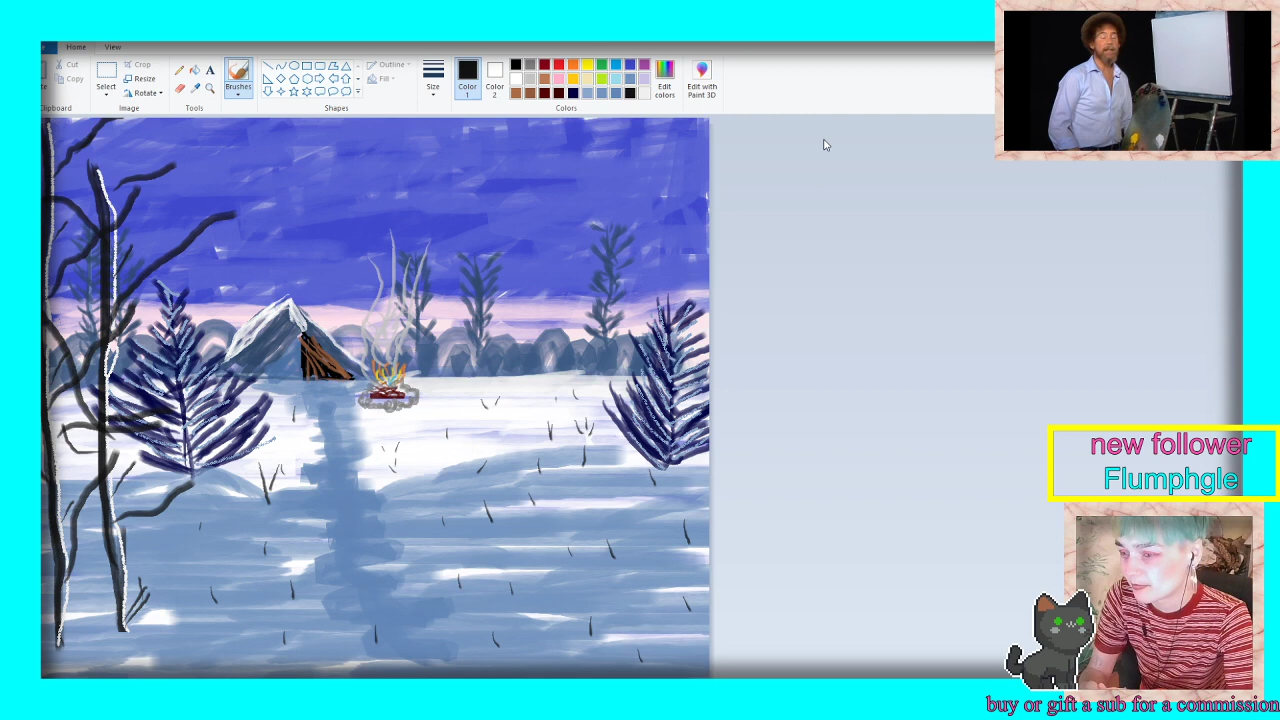 Home View
Cut
Copy
Clipboard
Select
Crop
Resize
Rotate
Image
Tools
Brushes
Shapes
Outline
Fill
Size
Color
1
Color
2
Colors
Edit
colors
Edit with
Paint 3D
new follower
Flumphgle
buy or gift a sub for a commission